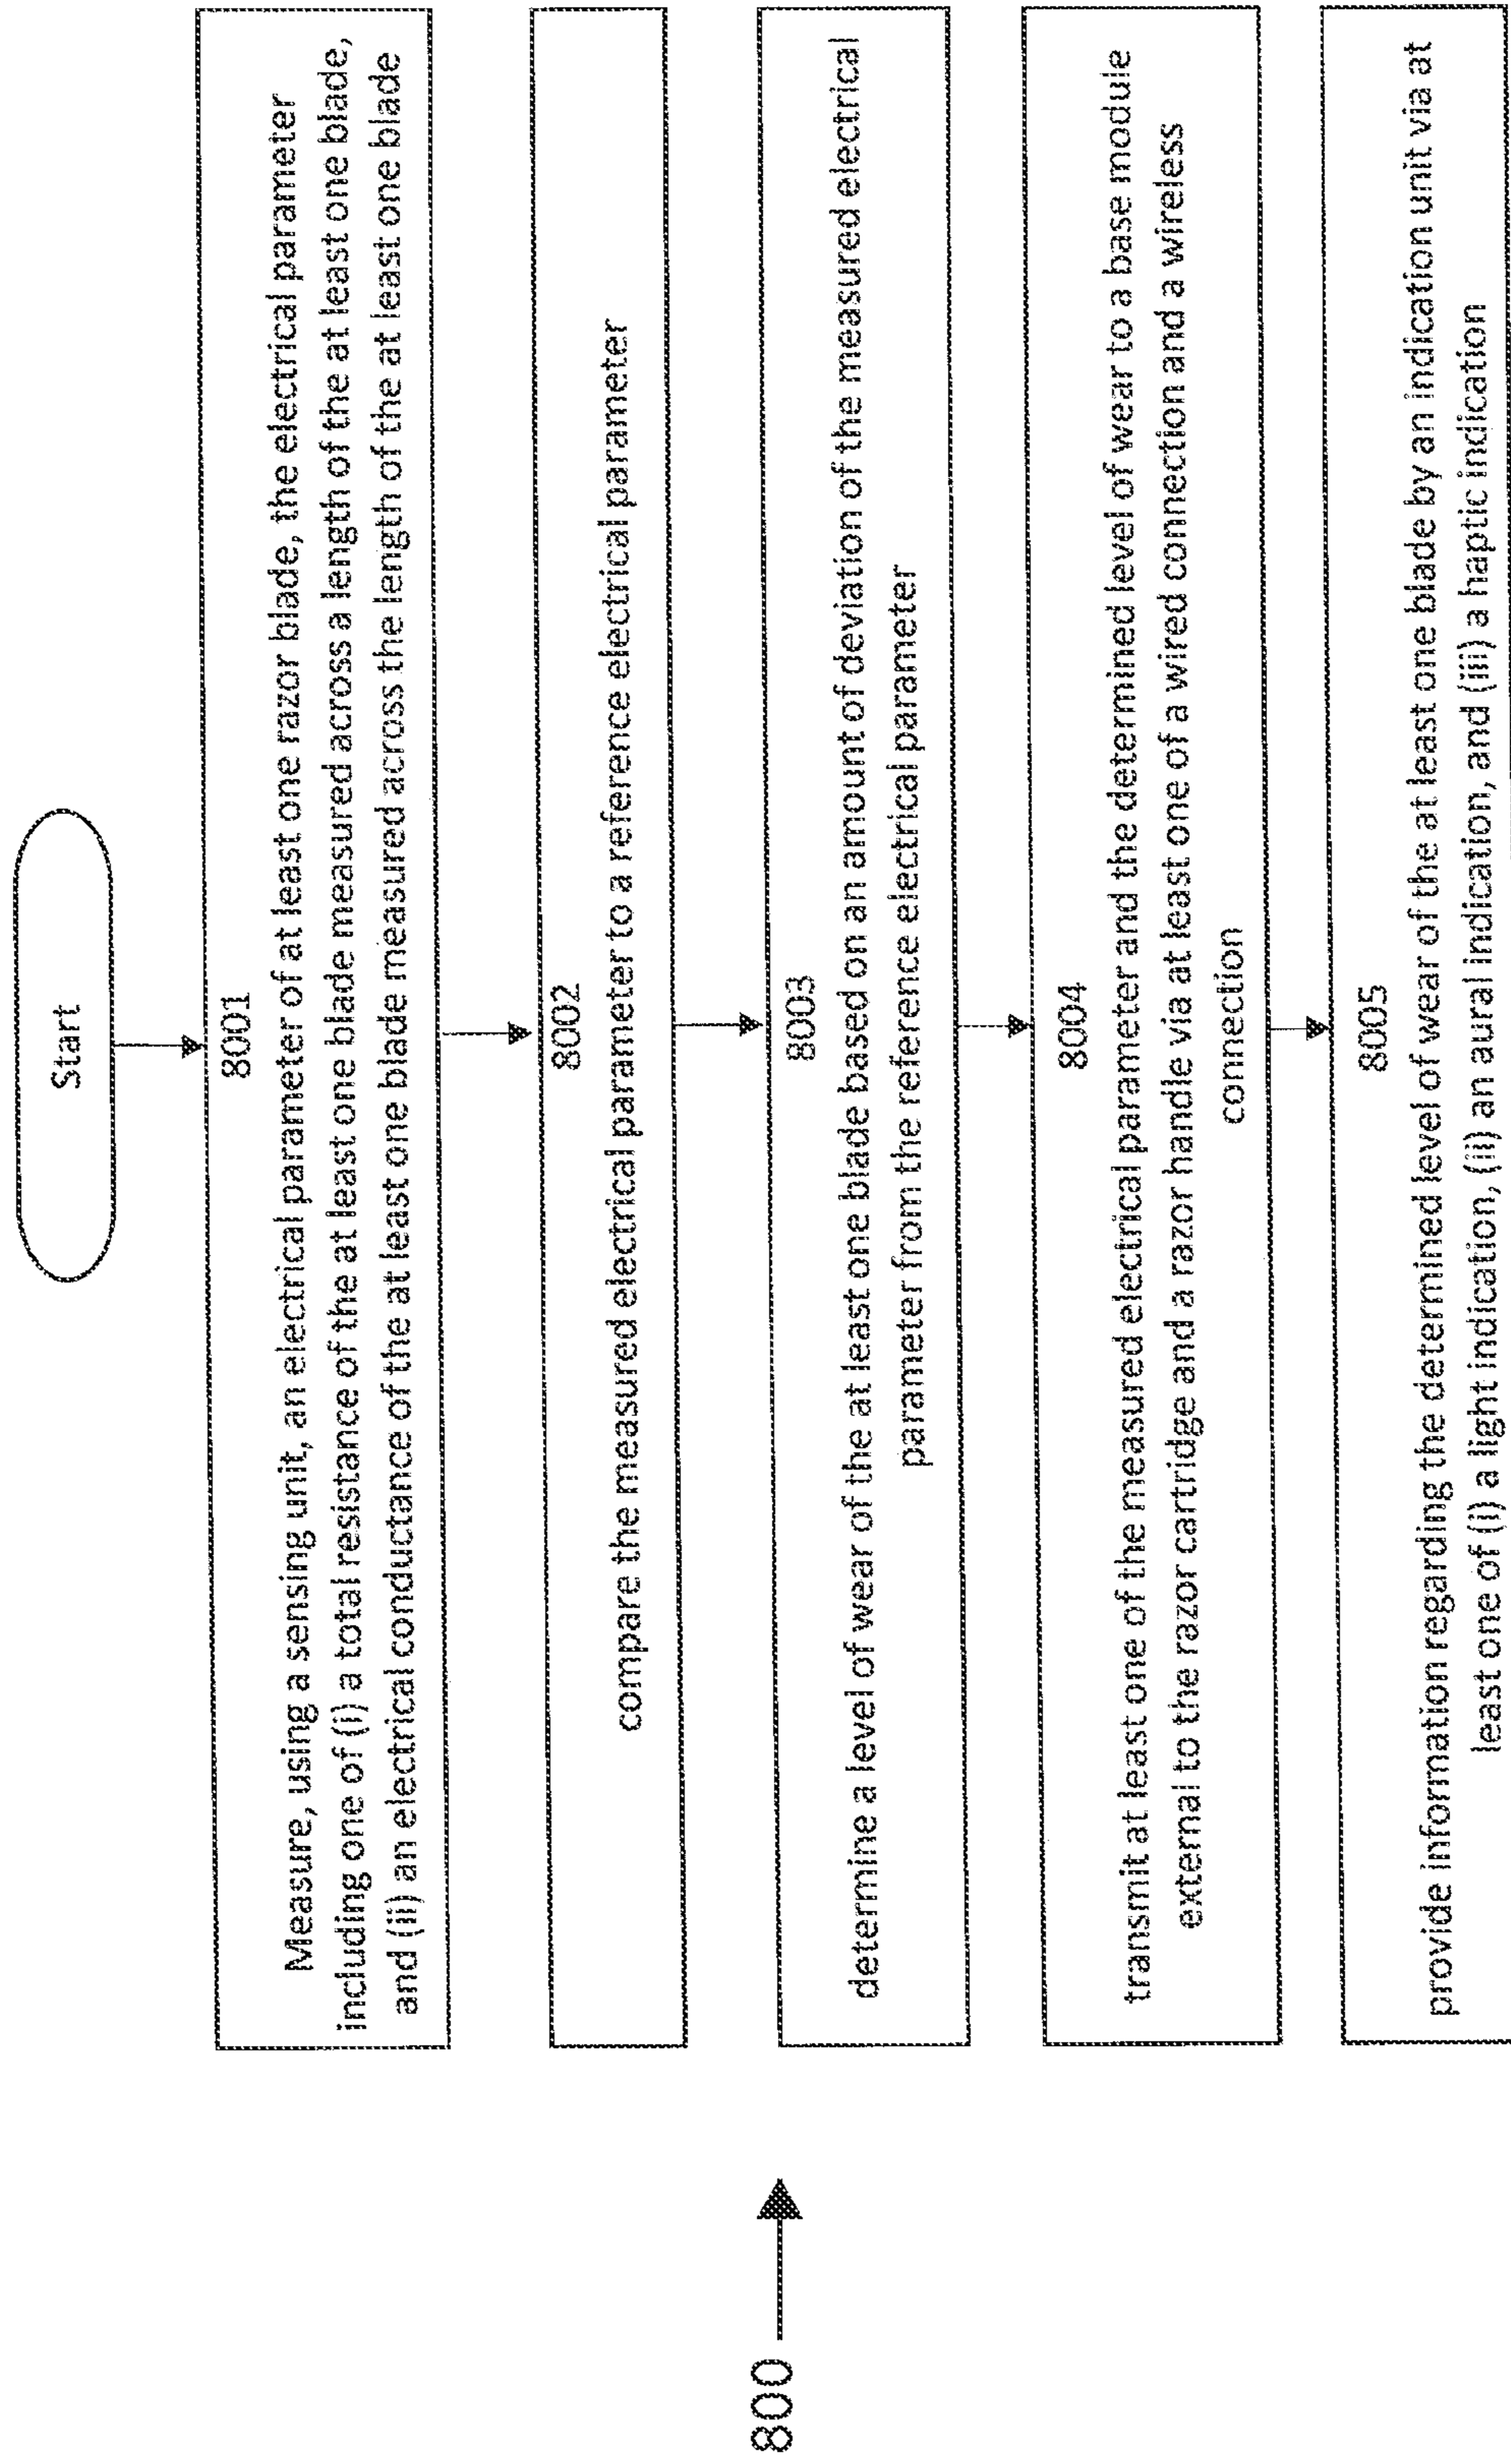 Start
8001
Measure, using a sensing unit, an electrical parameter of at least one razor blade, the electrical parameter
including one of (i) a total resistance of the at least one blade measured across a length of the at least one blade,
and (ii) an electrical conductance of the at least one blade measured across the length of the at least one blade
8002
compare the measured electrical parameter to a reference electrical parameter
8003
determine a level of wear of the at least one blade based on an amount of deviation of the measured electrical
parameter from the reference electrical parameter
8004
transmit at least one of the measured electrical parameter and the determined level of wear to a base module
external to the razor cartridge and a razor handle via at least one of a wired connection and a wireless
connection
8005
provide information regarding the determined level of wear of the at least one blade by an indication unit via at
least one of (i) a light indication, (ii) an aural indication, and (iii) a haptic indication
800